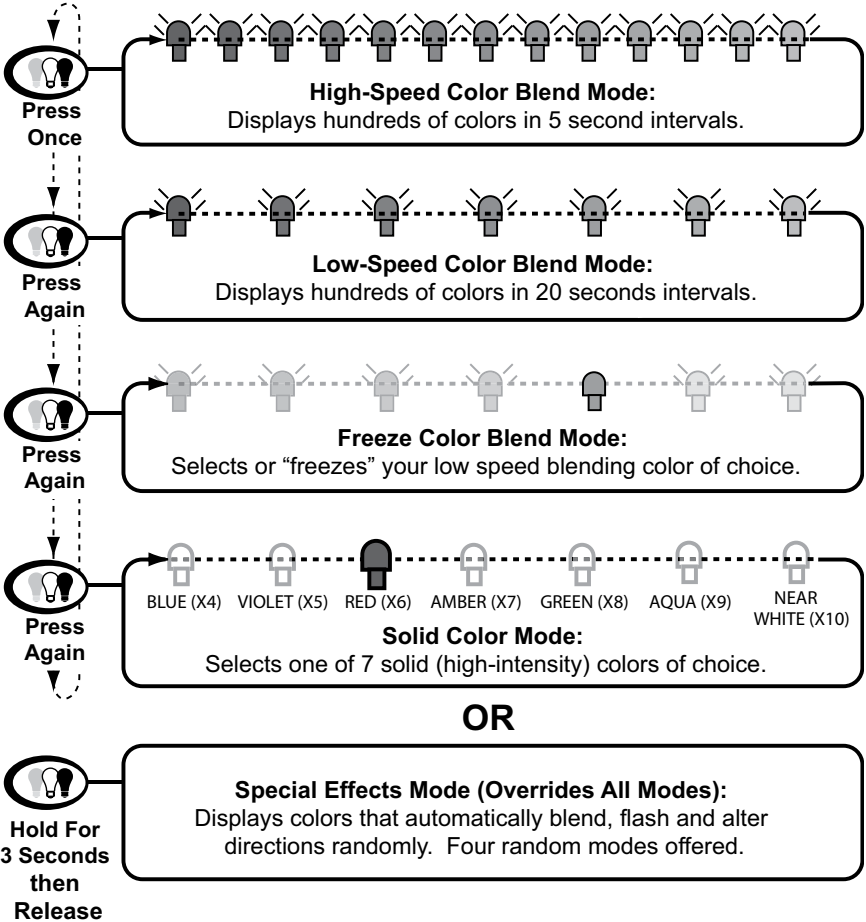 Press
Once
High-Speed Color Blend Mode:
Displays hundreds of colors in 5 second intervals.
Press
Again
Low-Speed Color Blend Mode:
Displays hundreds of colors in 20 seconds intervals.
Press
Again
Freeze Color Blend Mode:
Selects or “freezes” your low speed blending color of choice.
Press
Again
BLUE (X4) VIOLET (X5) RED (X6) AMBER (X7) GREEN (X8) AQUA (X9) NEAR
WHITE (X10)
Solid Color Mode:
Selects one of 7 solid (high-intensity) colors of choice.
OR
Hold For
3 Seconds
then
Release
Special Effects Mode (Overrides All Modes):
Displays colors that automatically blend, flash and alter
directions randomly.  Four random modes offered.